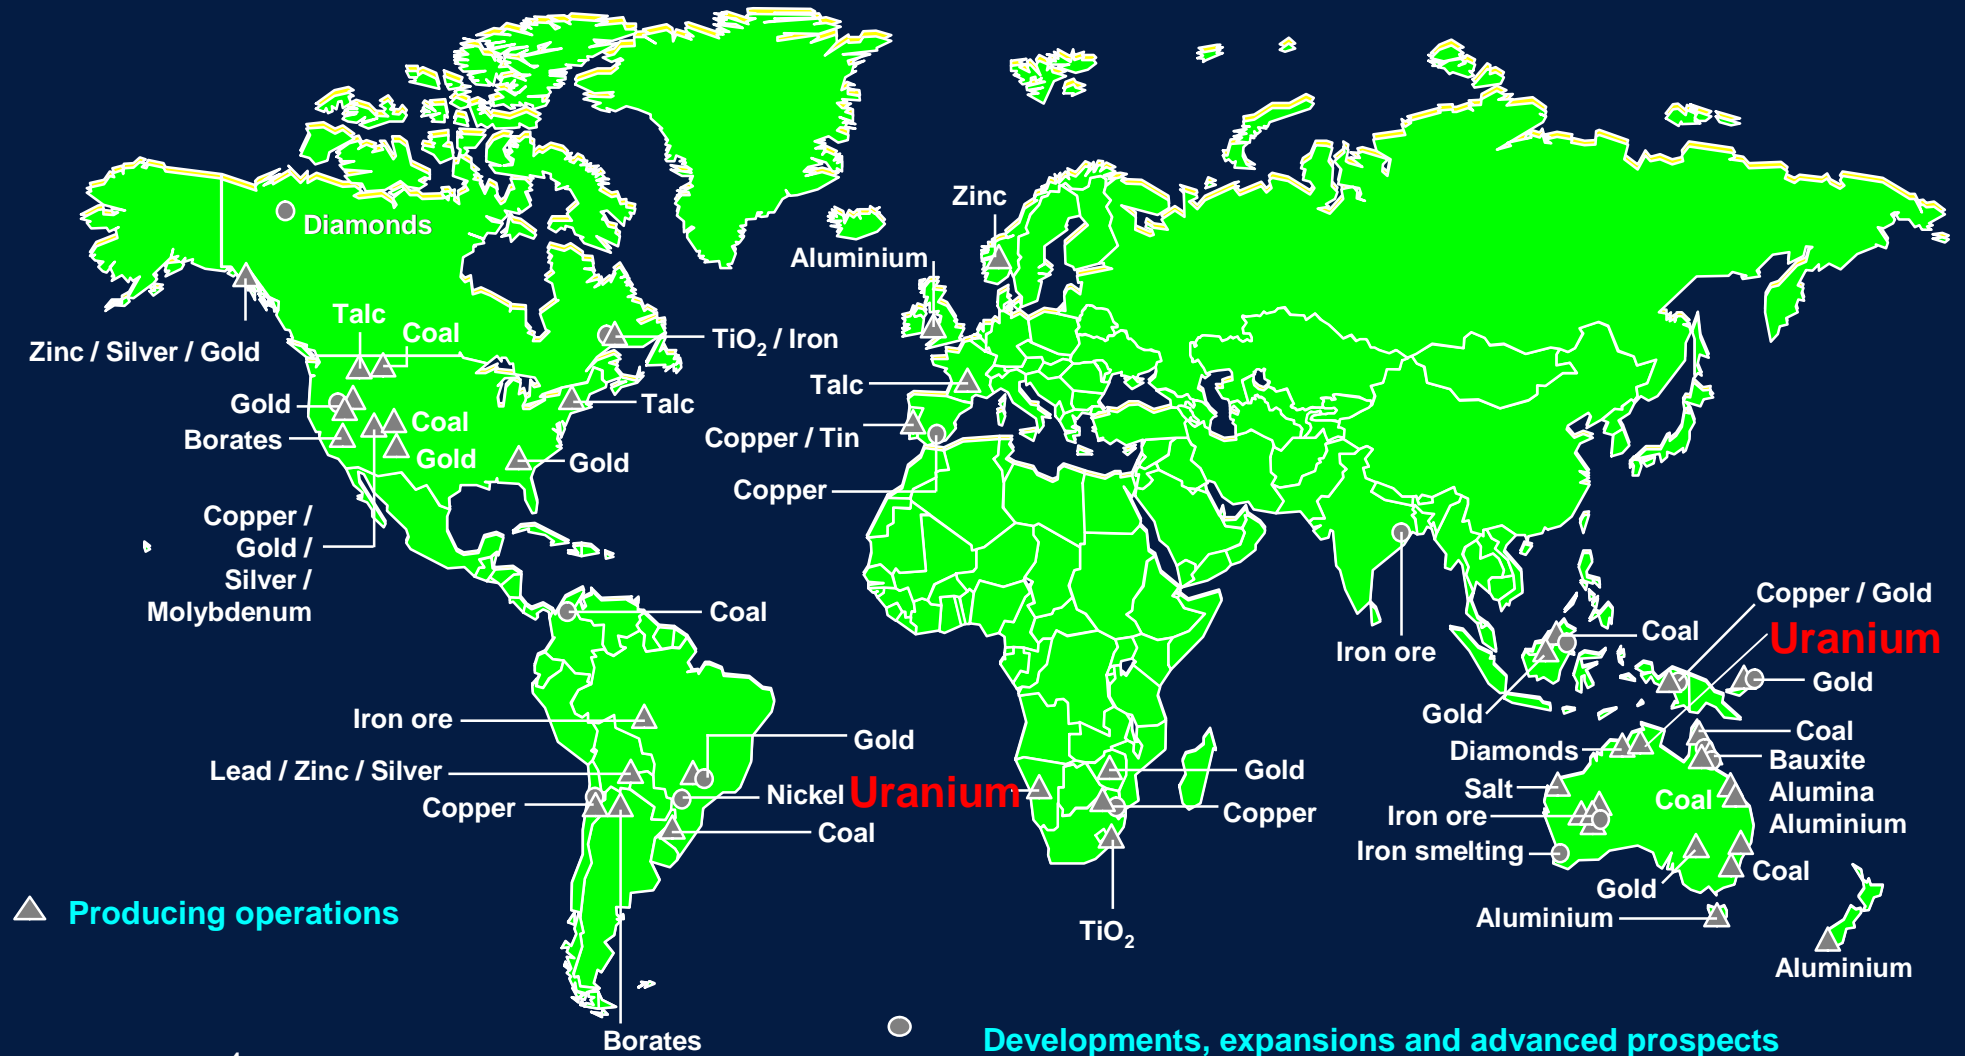 Zinc
Diamonds
Aluminium
Talc
Coal
TiO2 / Iron
Zinc / Silver / Gold
Talc
Gold
Talc
Coal
Borates
Copper / Tin
Gold
Gold
Copper
Copper /
Gold /
Silver /
Molybdenum
Coal
Copper / Gold
Coal
Uranium
Iron ore
Gold
Gold
Iron ore
Gold
Coal
Diamonds
Bauxite
Lead / Zinc / Silver
Gold
Salt
Nickel
Uranium
Coal
Alumina
Copper
Copper
Iron ore
Aluminium
Coal
Iron smelting
Coal
Gold
Producing operations
Aluminium
TiO2
Aluminium
Borates
Developments, expansions and advanced prospects